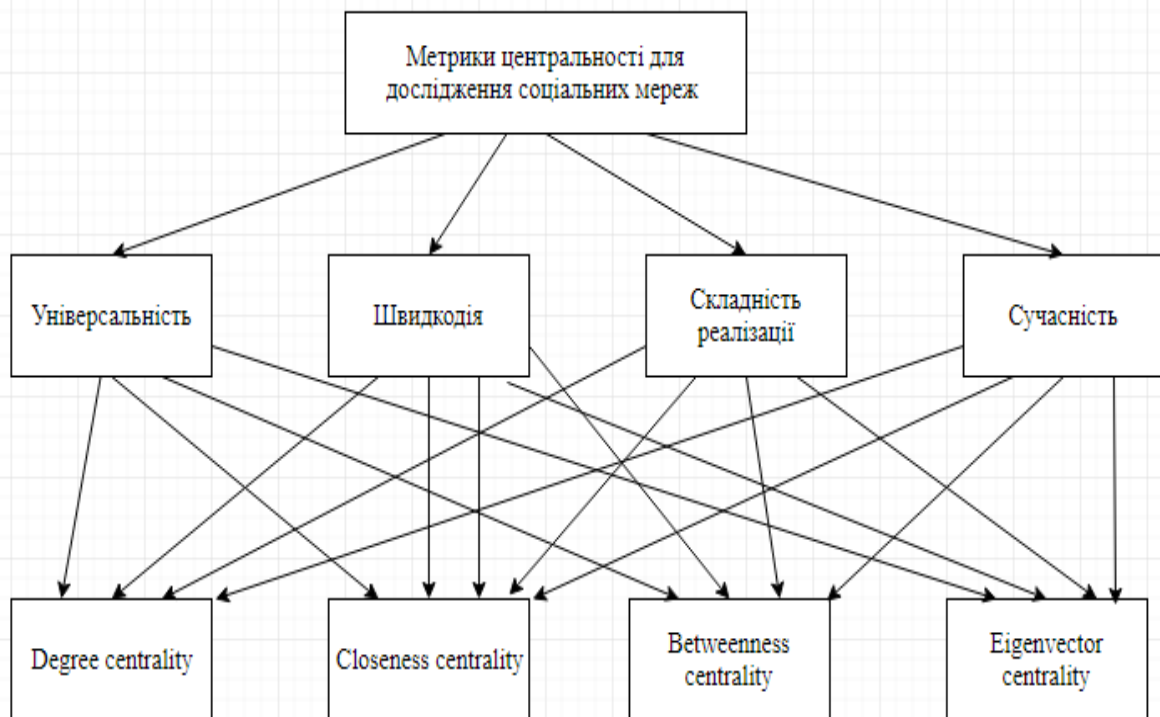 Метрики центральності для
дослідження соціальних мереж
Універсальність
Швидкодія
Складність
реалізації
Сучасність
Degree centrality
Closeness centrality
Betweenness
centrality
Eigenvector
centrality